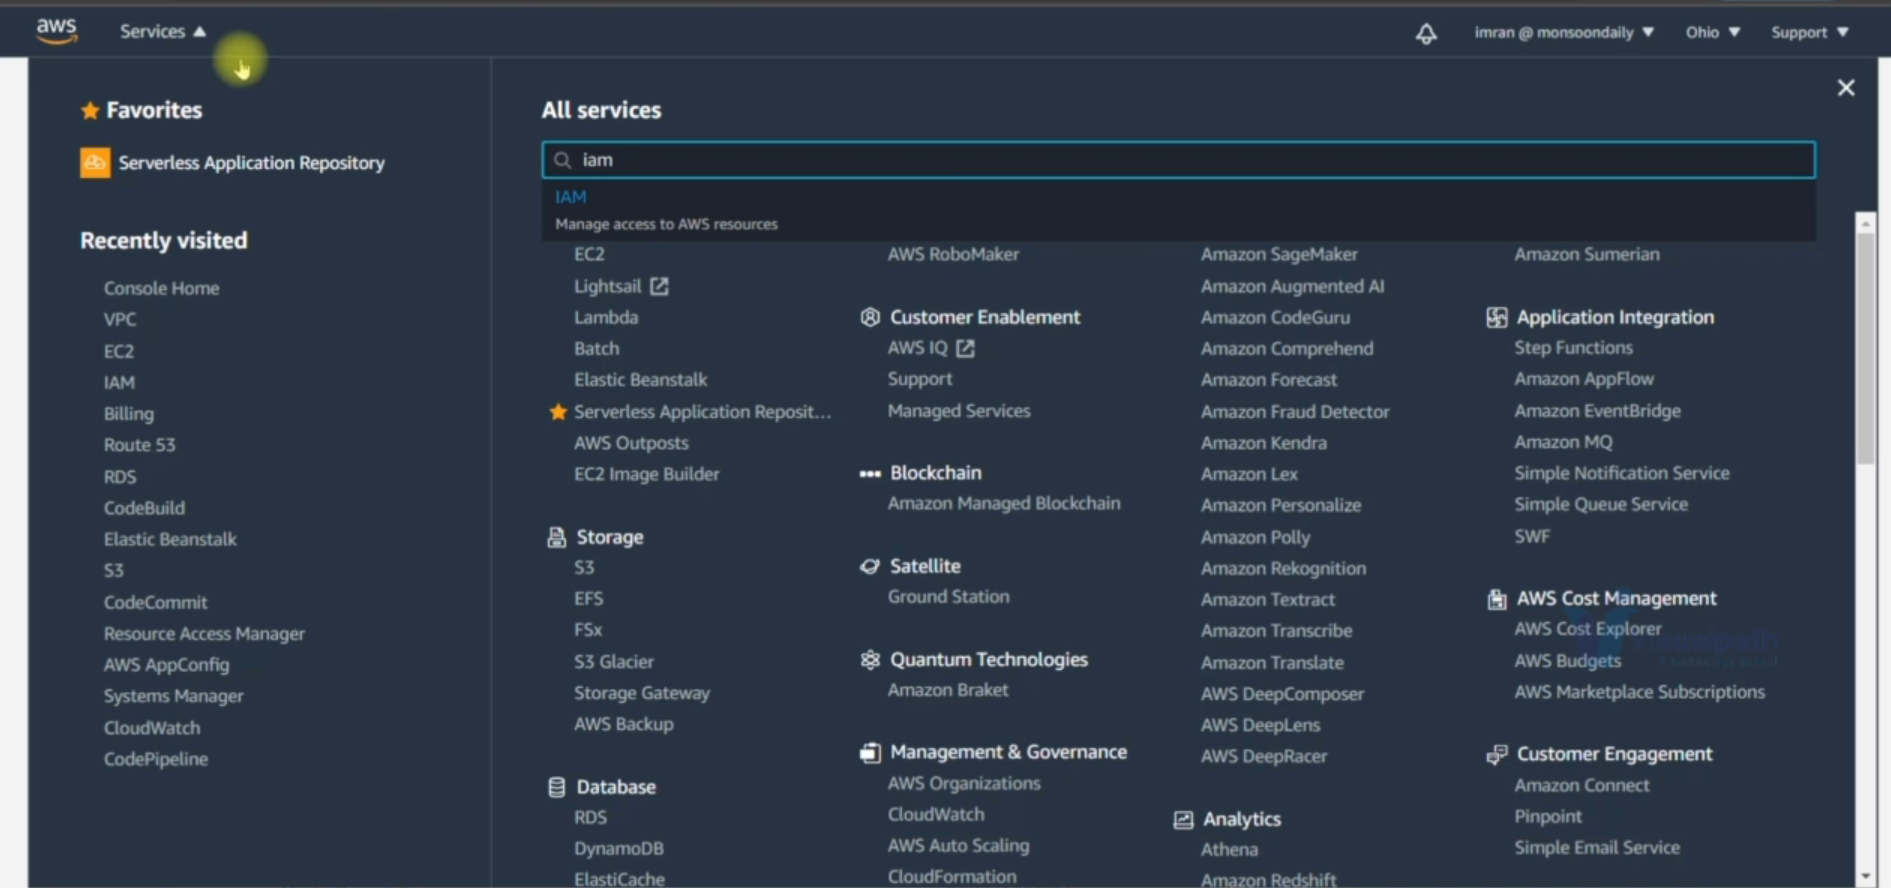 aws
Services ▲
imran @ monsoondaily ▼
Ohio ▼
Support ▼
Favorites
Serverless Application Repository
Recently visited
Console Home
VPC
EC2
IAM
Billing
Route 53
RDS
CodeBuild
Elastic Beanstalk
S3
CodeCommit
Resource Access Manager
AWS AppConfig
Systems Manager
CloudWatch
CodePipeline
All services
iam
IAM
Manage access to AWS resources
EC2
Lightsail
Lambda
Batch
Elastic Beanstalk
Serverless Application Reposit...
AWS Outposts
EC2 Image Builder
Storage
S3
EFS
FSx
S3 Glacier
Storage Gateway
AWS Backup
Database
RDS
DynamoDB
ElastiCache
AWS RoboMaker
Customer Enablement
AWS IQ
Support
Managed Services
Blockchain
Amazon Managed Blockchain
Satellite
Ground Station
Quantum Technologies
Amazon Braket
Management & Governance
AWS Organizations
CloudWatch
AWS Auto Scaling
CloudFormation
Amazon SageMaker
Amazon Augmented AI
Amazon CodeGuru
Amazon Comprehend
Amazon Forecast
Amazon Fraud Detector
Amazon Kendra
Amazon Lex
Amazon Personalize
Amazon Polly
Amazon Rekognition
Amazon Textract
Amazon Transcribe
Amazon Translate
AWS DeepComposer
AWS DeepLens
AWS DeepRacer
Analytics
Athena
Amazon Redshift
Amazon Sumerian
Application Integration
Step Functions
Amazon AppFlow
Amazon EventBridge
Amazon MQ
Simple Notification Service
Simple Queue Service
SWF
AWS Cost Management
AWS Cost Explorer
AWS Budgets
AWS Marketplace Subscriptions
Customer Engagement
Amazon Connect
Pinpoint
Simple Email Service